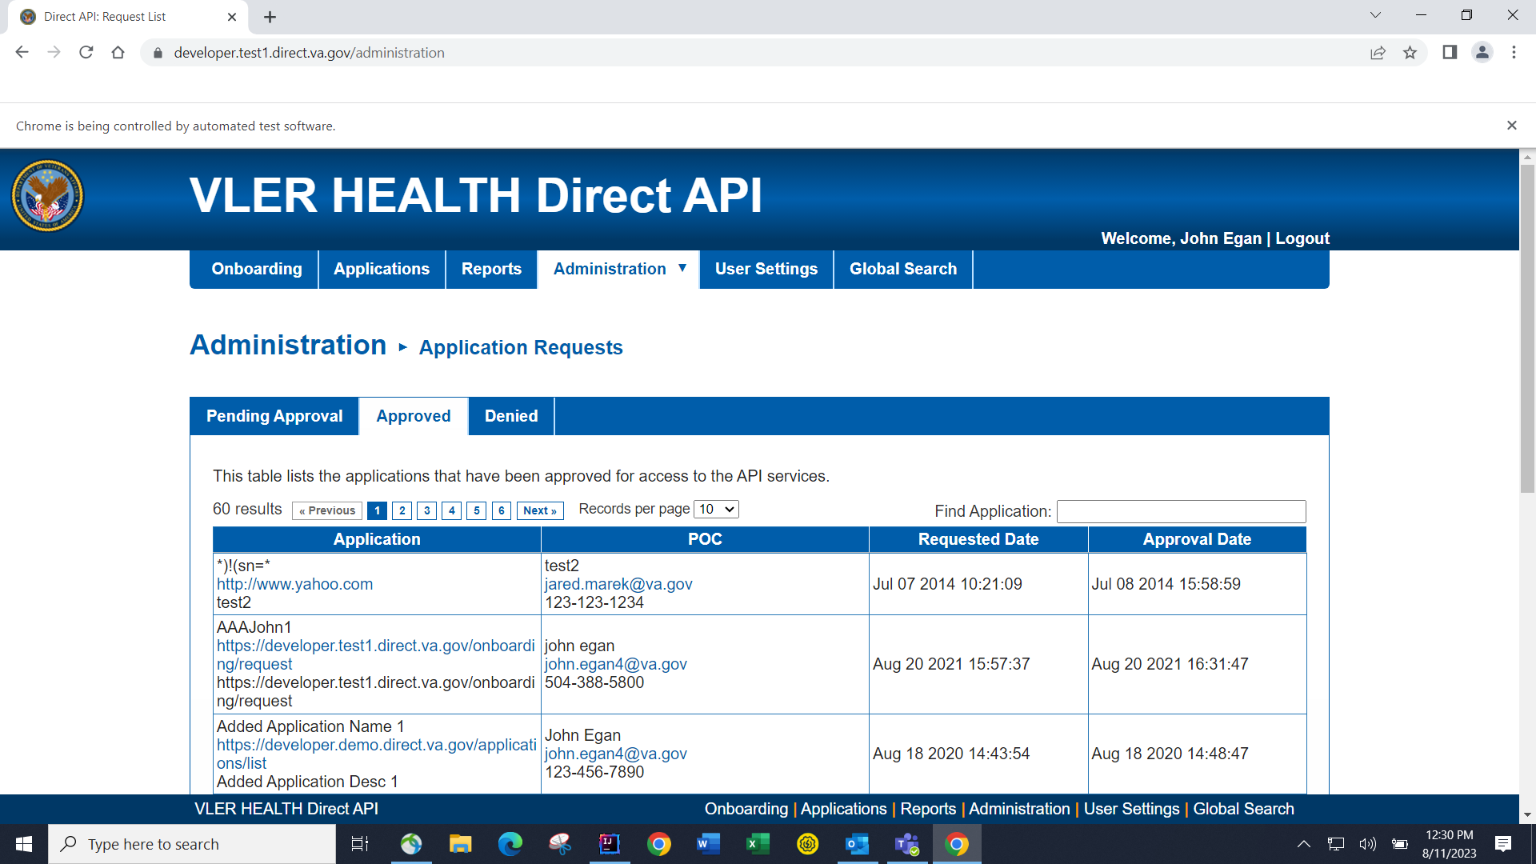 Direct API: Request List
developer.test1.direct.va.gov/administration
Chrome is being controlled by automated test software.
VLER HEALTH Direct API
Welcome, John Egan | Logout
Onboarding Applications Reports Administration ▼ User Settings Global Search
Administration ▸ Application Requests
Pending Approval Approved Denied
This table lists the applications that have been approved for access to the API services.
60 results « Previous 1 2 3 4 5 6 Next » Records per page 10 Find Application:
Application POC Requested Date Approval Date
*)!(sn=*
http://www.yahoo.com
test2
test2
jared.marek@va.gov
123-123-1234
Jul 07 2014 10:21:09
Jul 08 2014 15:58:59
AAAJohn1
https://developer.test1.direct.va.gov/onboardi
ng/request
https://developer.test1.direct.va.gov/onboardi
ng/request
john egan
john.egan4@va.gov
504-388-5800
Aug 20 2021 15:57:37
Aug 20 2021 16:31:47
Added Application Name 1
https://developer.demo.direct.va.gov/applicati
ons/list
Added Application Desc 1
John Egan
john.egan4@va.gov
123-456-7890
Aug 18 2020 14:43:54
Aug 18 2020 14:48:47
VLER HEALTH Direct API
Onboarding | Applications | Reports | Administration | User Settings | Global Search
Type here to search
12:30 PM
8/11/2023